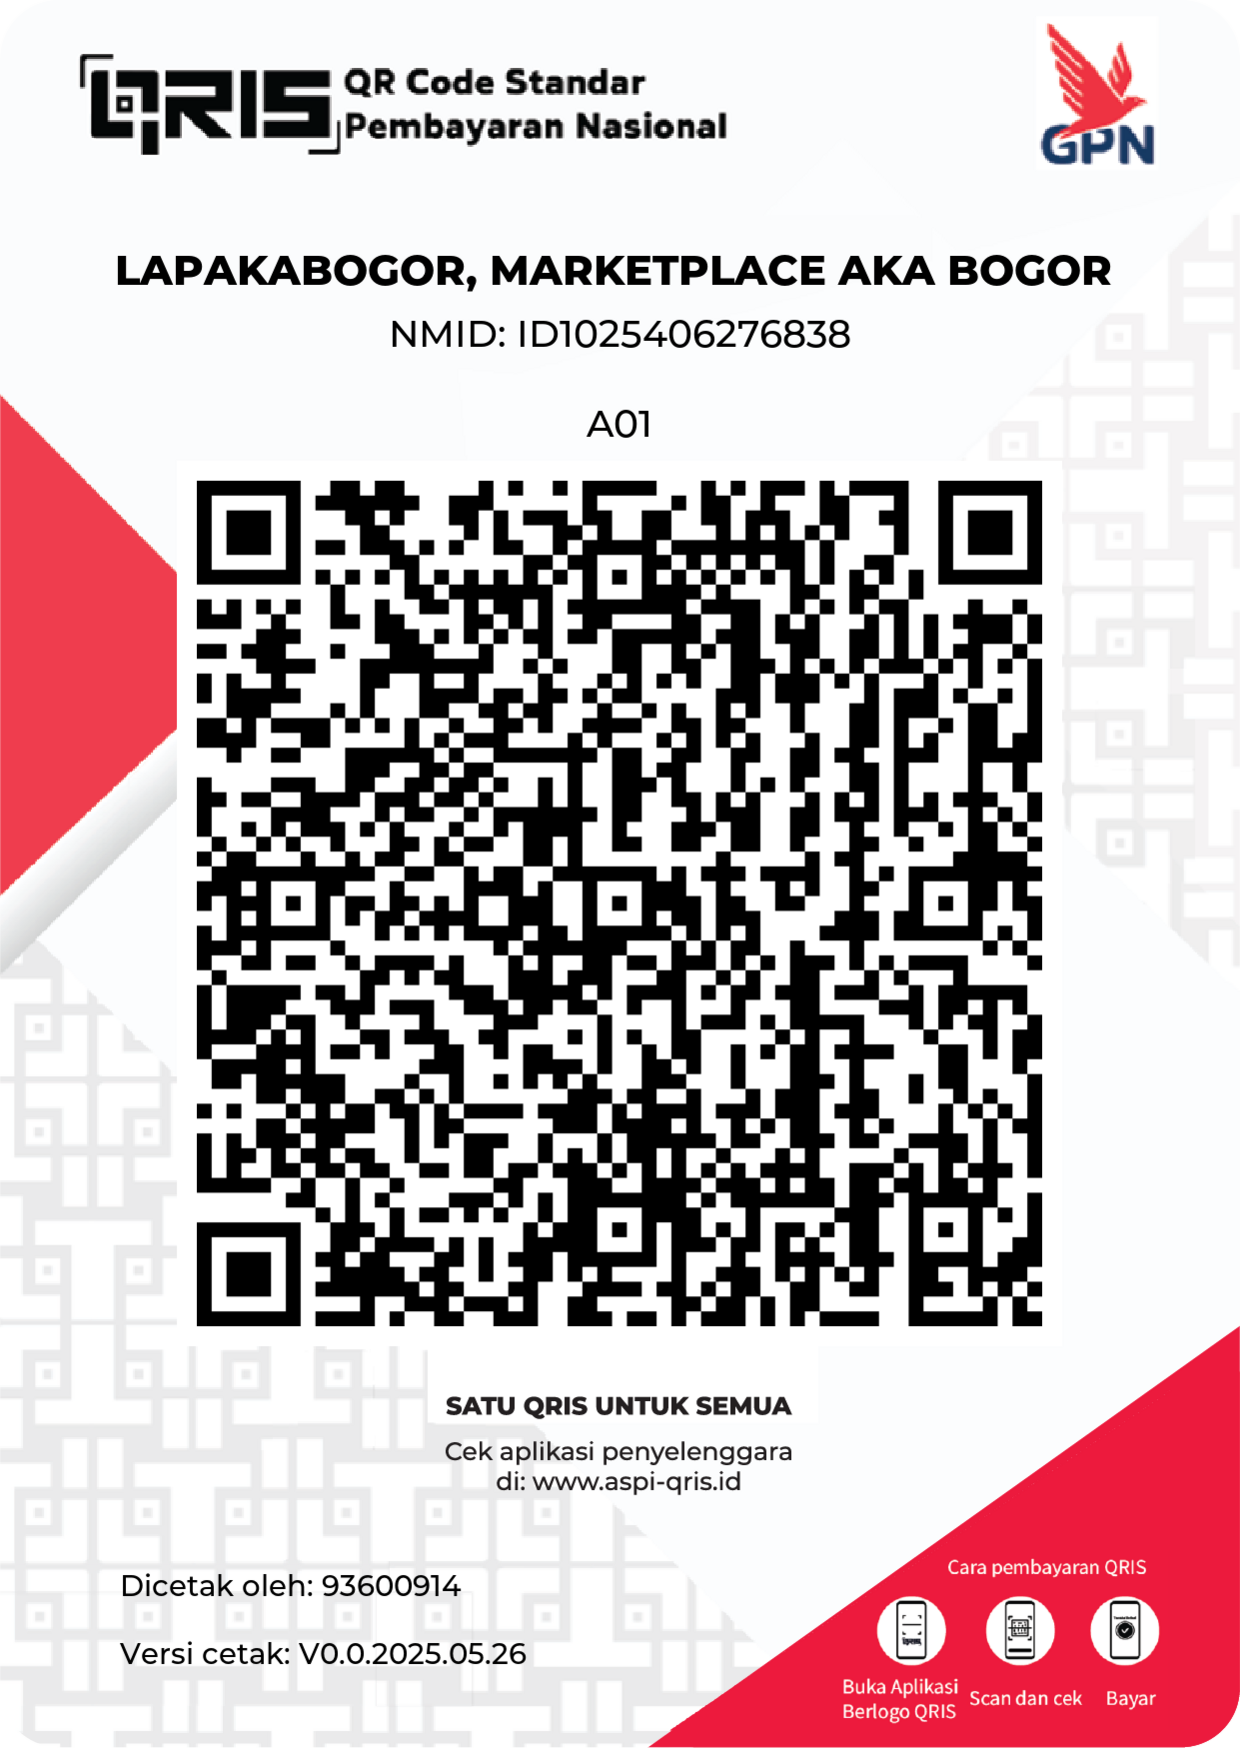 QRIS QR Code Standar
Pembayaran Nasional
GPN
LAPAKABOGOR, MARKETPLACE AKA BOGOR
NMID: ID1025406276838
A01
SATU QRIS UNTUK SEMUA
Cek aplikasi penyelenggara
di: www.aspi-qris.id
Dicetak oleh: 93600914
Versi cetak: V0.0.2025.05.26
Cara pembayaran QRIS
Buka Aplikasi
Berlogo QRIS
Scan dan cek
Bayar